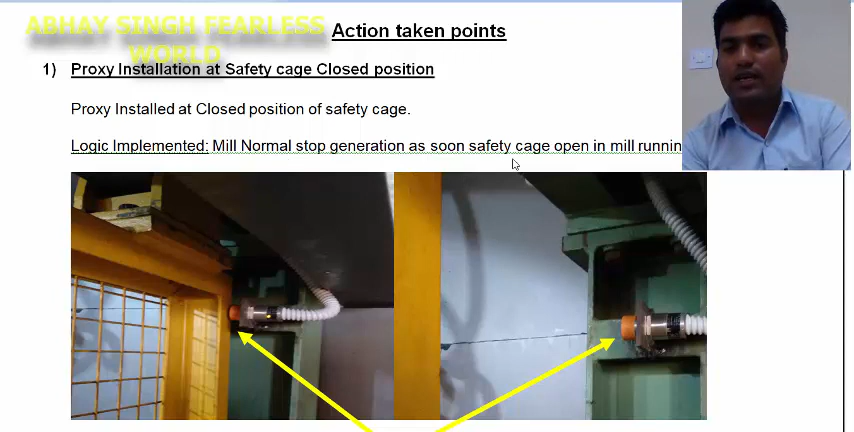 ABHAY SINGH FEARLESS
WORLD
Action taken points
1) Proxy Installation at Safety cage Closed position
Proxy Installed at Closed position of safety cage.
Logic Implemented: Mill Normal stop generation as soon safety cage open in mill runnin